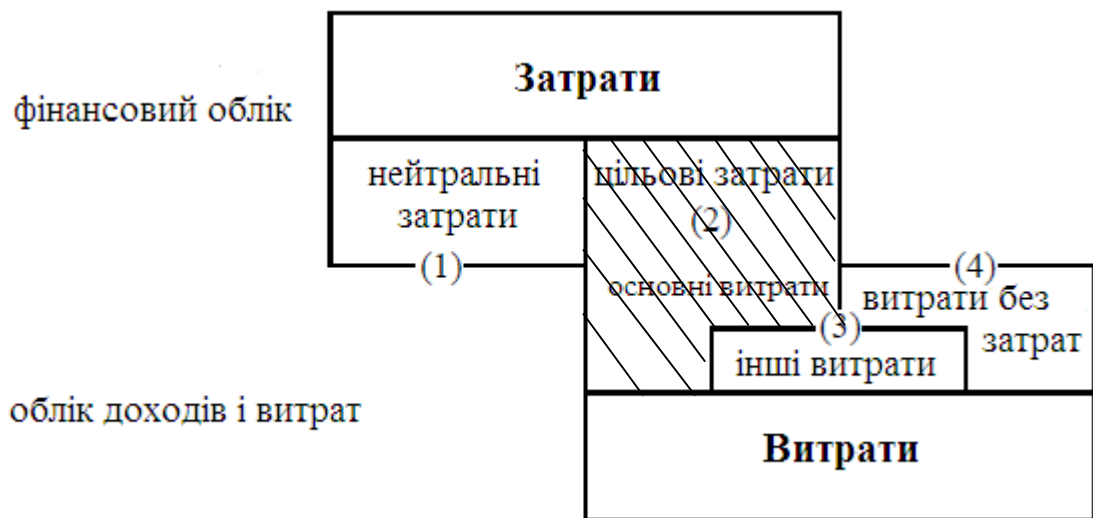 Затрати
фінансовий облік
нейтральні
затрати
(1)
цільові затрати
(2)
основні витрати
(4)
витрати без
затрат
(3)
інші витрати
облік доходів і витрат
Витрати